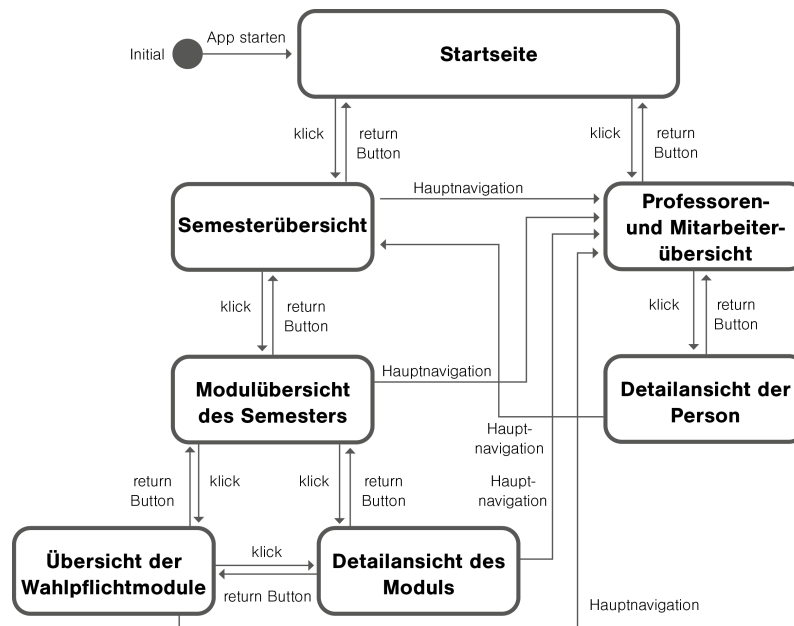 App starten
Initial
Startseite
klick
return
Button
klick
return
Button
Hauptnavigation
Semesterübersicht
Professoren-
und Mitarbeiter-
übersicht
klick
return
Button
klick
return
Button
Hauptnavigation
Modulübersicht
des Semesters
Detailansicht der
Person
Haupt-
navigation
return
Button
klick
klick
return
Button
Haupt-
navigation
Übersicht der
Wahlpflichtmodule
klick
return Button
Detailansicht des
Moduls
Hauptnavigation